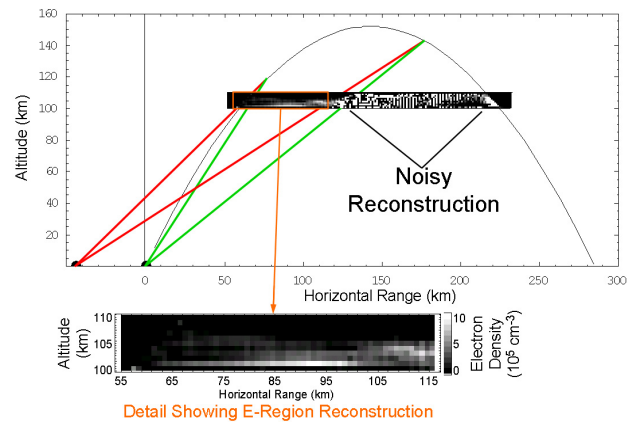 160
140
120
100
80
60
40
20
Altitude (km)
Noisy
Reconstruction
0 50 100 150 200 250 300
Horizontal Range (km)
110
105
100
Altitude
(km)
55 65 75 85 95 105 115
Horizontal Range (km)
10
5
0
Electron
Density
(10⁵ cm-³)
Detail Showing E-Region Reconstruction